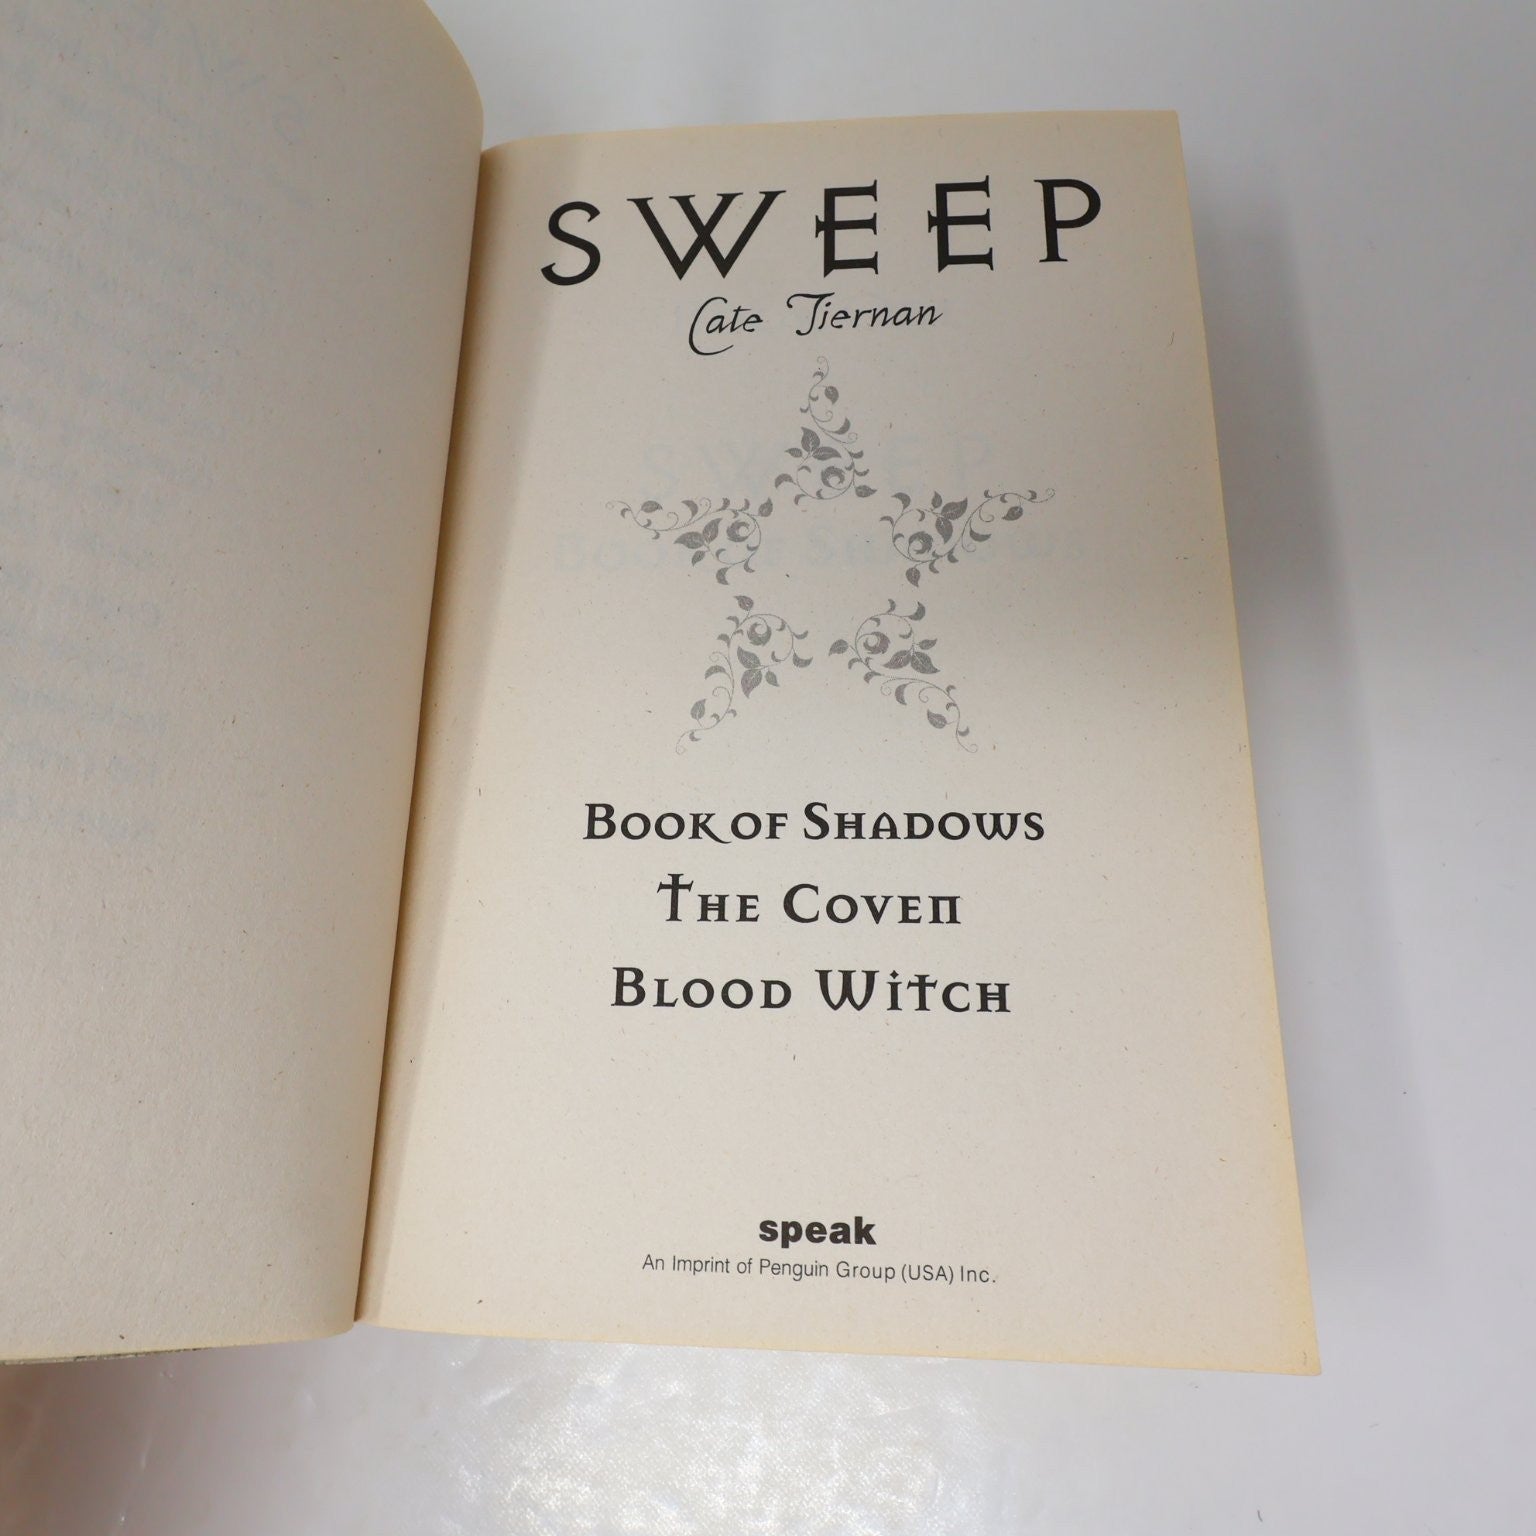 SWEEP
Cate Tiernan
BOOK OF SHADOWS
THE COVEN
BLOOD WITCH
speak
An Imprint of Penguin Group (USA) Inc.